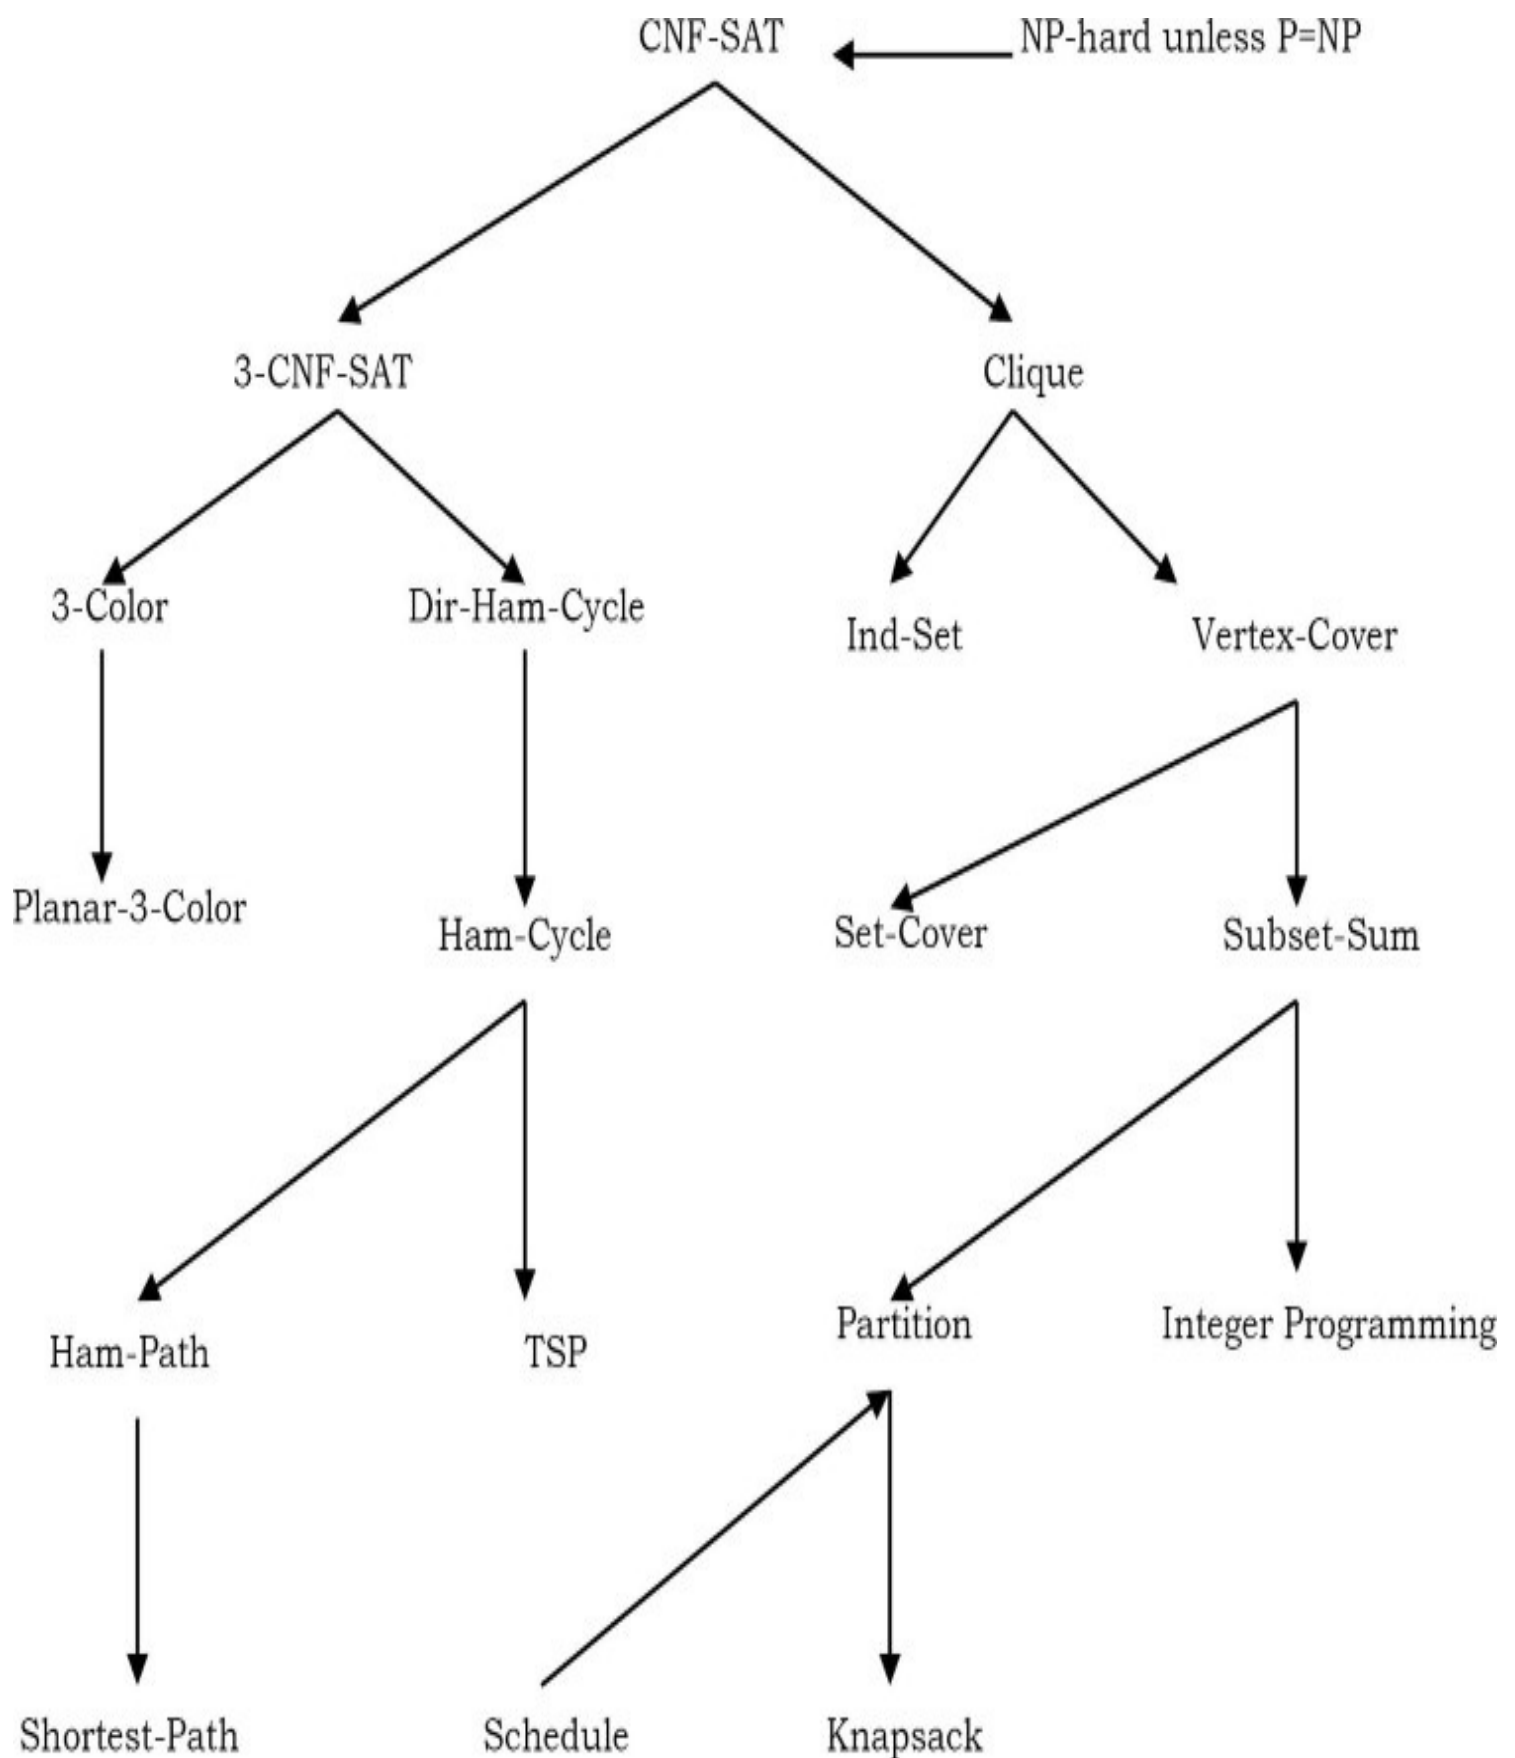 CNF-SAT
NP-hard unless P=NP
3-CNF-SAT
Clique
3-Color
Dir-Ham-Cycle
Ind-Set
Vertex-Cover
Planar-3-Color
Ham-Cycle
Set-Cover
Subset-Sum
Ham-Path
TSP
Partition
Integer Programming
Shortest-Path
Schedule
Knapsack